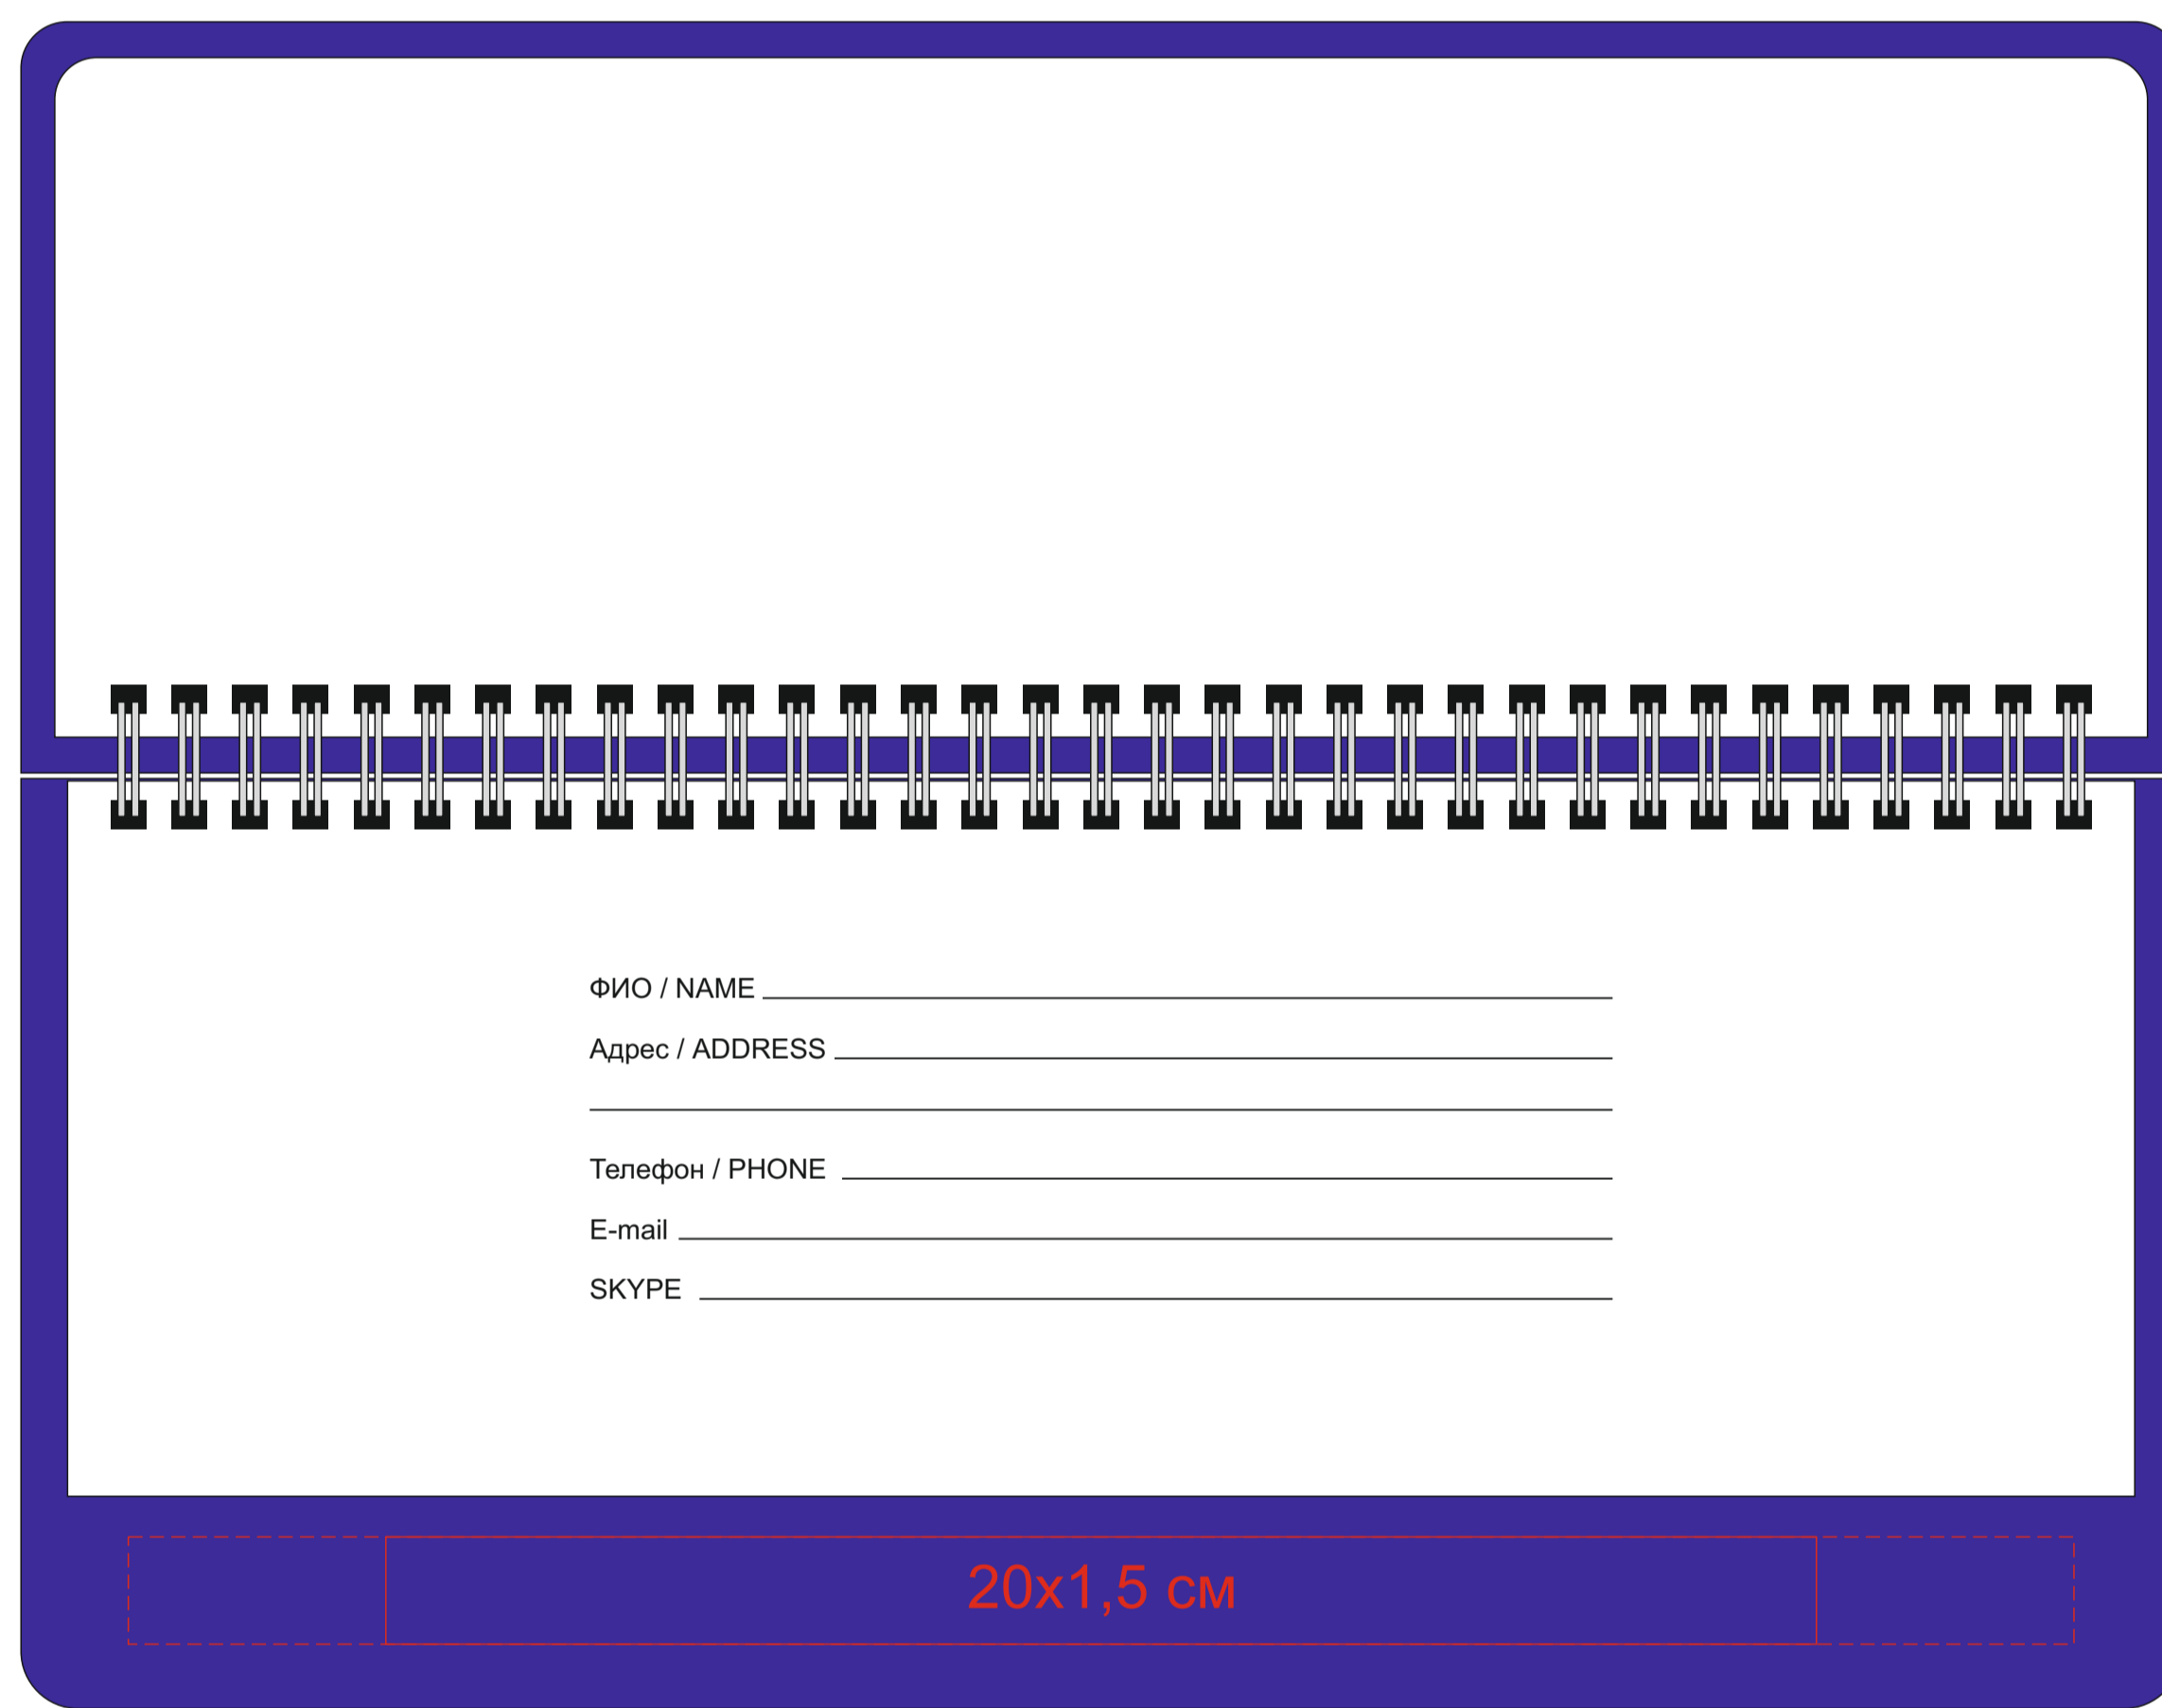 ФИО / NAME
Адрес / ADDRESS
Телефон / PHONE
E-mail
SKYPE
20x1,5 см